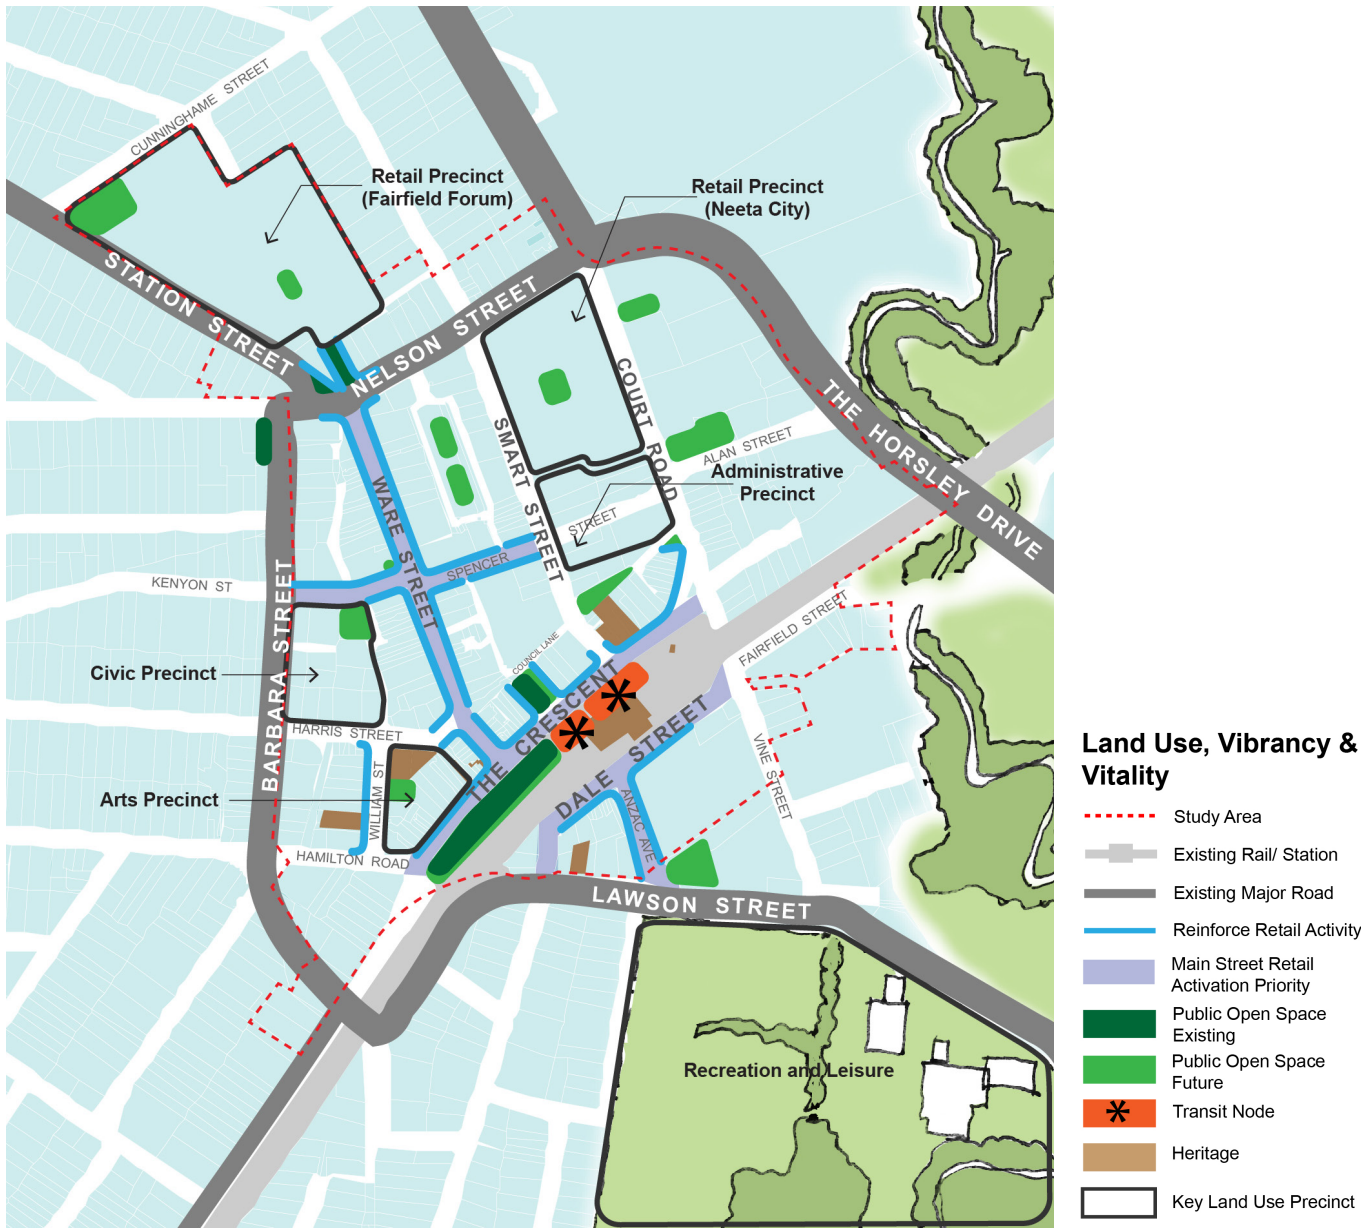 CUNNINGHAME STREET
Retail Precinct
(Fairfield Forum)
Retail Precinct
(Neeta City)
STATION STREET
NELSON STREET
COURT ROAD
THE HORSLEY DRIVE
SMART STREET
ALAN STREET
Administrative
Precinct
WARE STREET
STREET
SPENCER
KENYON ST
BARBARA STREET
FAIRFIELD STREET
COUNCIL LANE
Civic Precinct
THE CRESCENT
HARRIS STREET
DALE STREET
VINE STREET
WILLIAM ST
Arts Precinct
ANZAC AVE
HAMILTON ROAD
LAWSON STREET
Recreation and Leisure
Land Use, Vibrancy &
Vitality
Study Area
Existing Rail/ Station
Existing Major Road
Reinforce Retail Activity
Main Street Retail
Activation Priority
Public Open Space
Existing
Public Open Space
Future
Transit Node
Heritage
Key Land Use Precinct